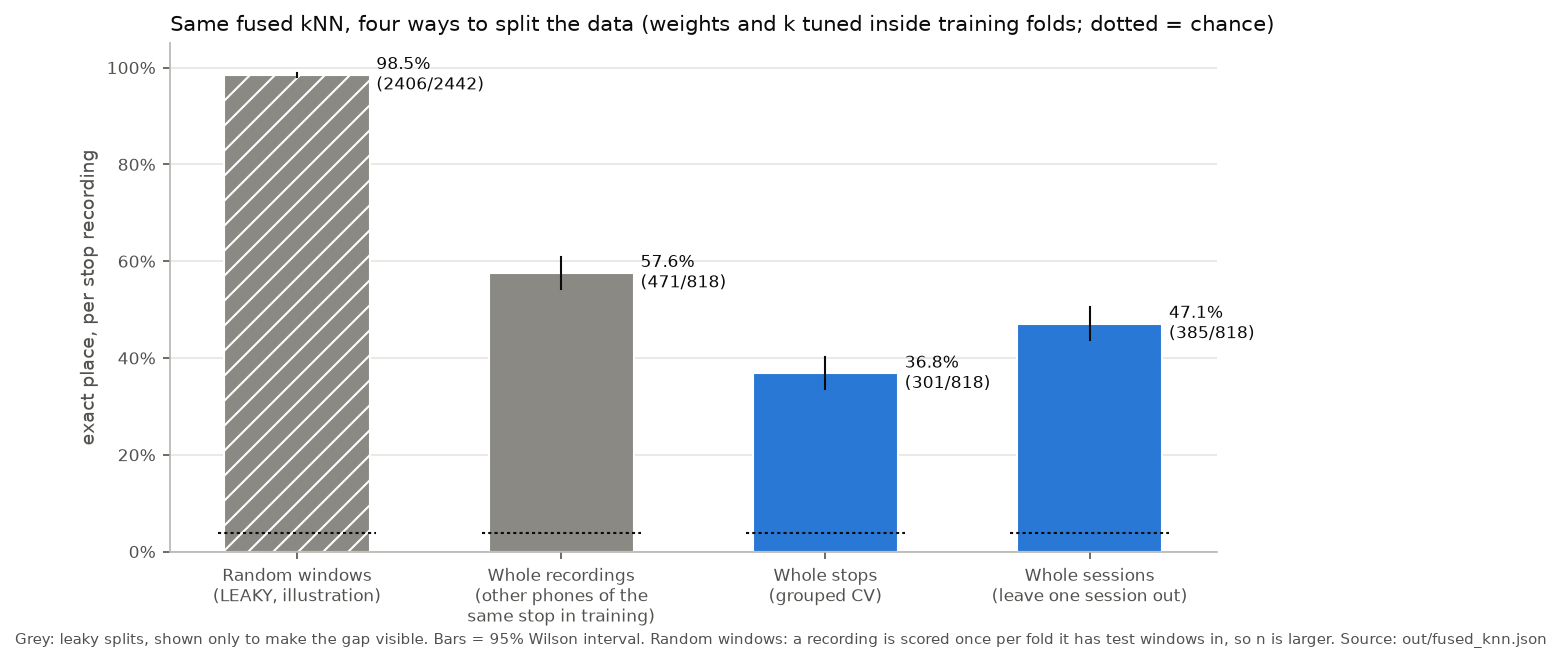 Same fused kNN, four ways to split the data (weights and k tuned inside training folds; dotted = chance)
exact place, per stop recording
100%
80%
60%
40%
20%
0%
98.5%
(2406/2442)
57.6%
(471/818)
36.8%
(301/818)
47.1%
(385/818)
Random windows
(LEAKY, illustration)
Whole recordings
(other phones of the
same stop in training)
Whole stops
(grouped CV)
Whole sessions
(leave one session out)
Grey: leaky splits, shown only to make the gap visible. Bars = 95% Wilson interval. Random windows: a recording is scored once per fold it has test windows in, so n is larger. Source: out/fused_knn.json